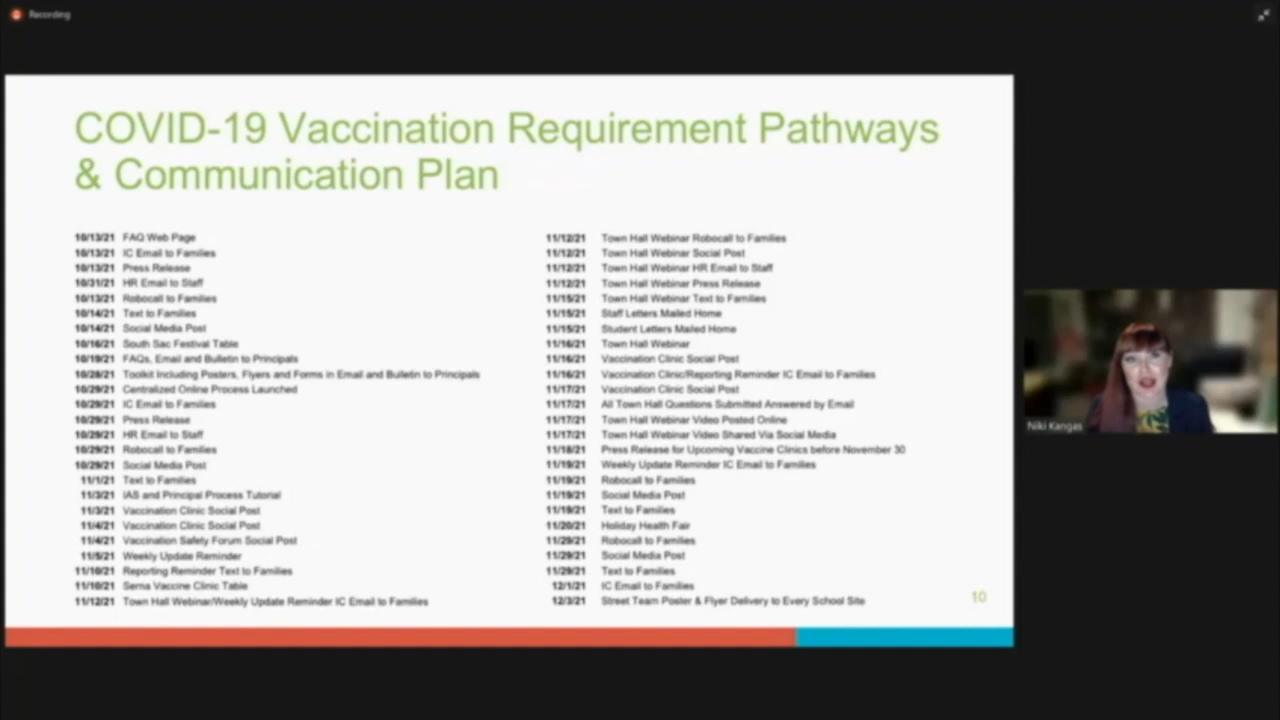 Recording
COVID-19 Vaccination Requirement Pathways
& Communication Plan
10/13/21 FAQ Web Page
10/13/21 IC Email to Families
10/13/21 Press Release
10/31/21 HR Email to Staff
10/13/21 Robocall to Families
10/14/21 Text to Families
10/14/21 Social Media Post
10/16/21 South Sac Festival Table
10/19/21 FAQs, Email and Bulletin to Principals
10/28/21 Toolkit Including Posters, Flyers and Forms in Email and Bulletin to Principals
10/29/21 Centralized Online Process Launched
10/29/21 IC Email to Families
10/29/21 Press Release
10/29/21 HR Email to Staff
10/29/21 Robocall to Families
10/29/21 Social Media Post
11/1/21 Text to Families
11/3/21 IAS and Principal Process Tutorial
11/3/21 Vaccination Clinic Social Post
11/4/21 Vaccination Clinic Social Post
11/4/21 Vaccination Safety Forum Social Post
11/5/21 Weekly Update Reminder
11/10/21 Reporting Reminder Text to Families
11/10/21 Serna Vaccine Clinic Table
11/12/21 Town Hall Webinar/Weekly Update Reminder IC Email to Families
11/12/21 Town Hall Webinar Robocall to Families
11/12/21 Town Hall Webinar Social Post
11/12/21 Town Hall Webinar HR Email to Staff
11/12/21 Town Hall Webinar Press Release
11/15/21 Town Hall Webinar Text to Families
11/15/21 Staff Letters Mailed Home
11/15/21 Student Letters Mailed Home
11/16/21 Town Hall Webinar
11/16/21 Vaccination Clinic Social Post
11/16/21 Vaccination Clinic/Reporting Reminder IC Email to Families
11/17/21 Vaccination Clinic Social Post
11/17/21 All Town Hall Questions Submitted Answered by Email
11/17/21 Town Hall Webinar Video Posted Online
11/17/21 Town Hall Webinar Video Shared Via Social Media
11/18/21 Press Release for Upcoming Vaccine Clinics before November 30
11/19/21 Weekly Update Reminder IC Email to Families
11/19/21 Robocall to Families
11/19/21 Social Media Post
11/19/21 Text to Families
11/20/21 Holiday Health Fair
11/29/21 Robocall to Families
11/29/21 Social Media Post
11/29/21 Text to Families
12/1/21 IC Email to Families
12/3/21 Street Team Poster & Flyer Delivery to Every School Site
10
Niki Kangas